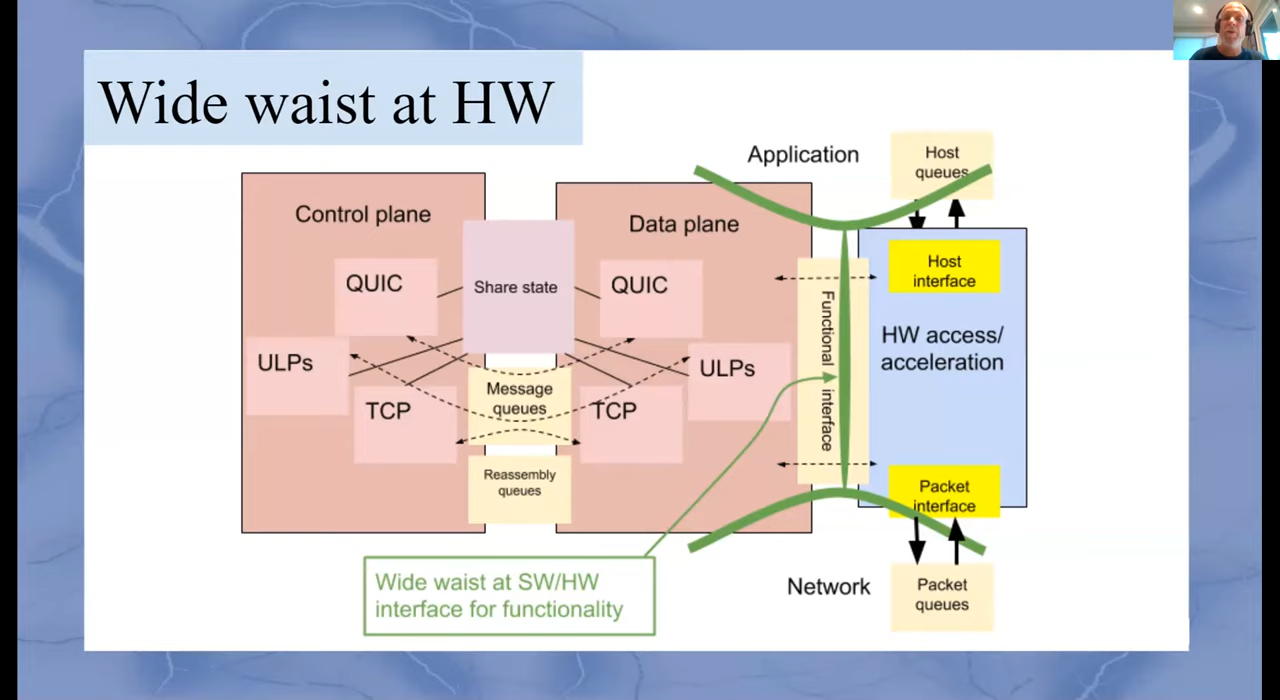 Wide waist at HW
Application
Host
queues
Control plane
Data plane
QUIC
Share state
QUIC
Host
interface
ULPs
ULPs
Functional interface
HW access/
acceleration
TCP
Message
queues
TCP
Reassembly
queues
Packet
interface
Wide waist at SW/HW
interface for functionality
Network
Packet
queues